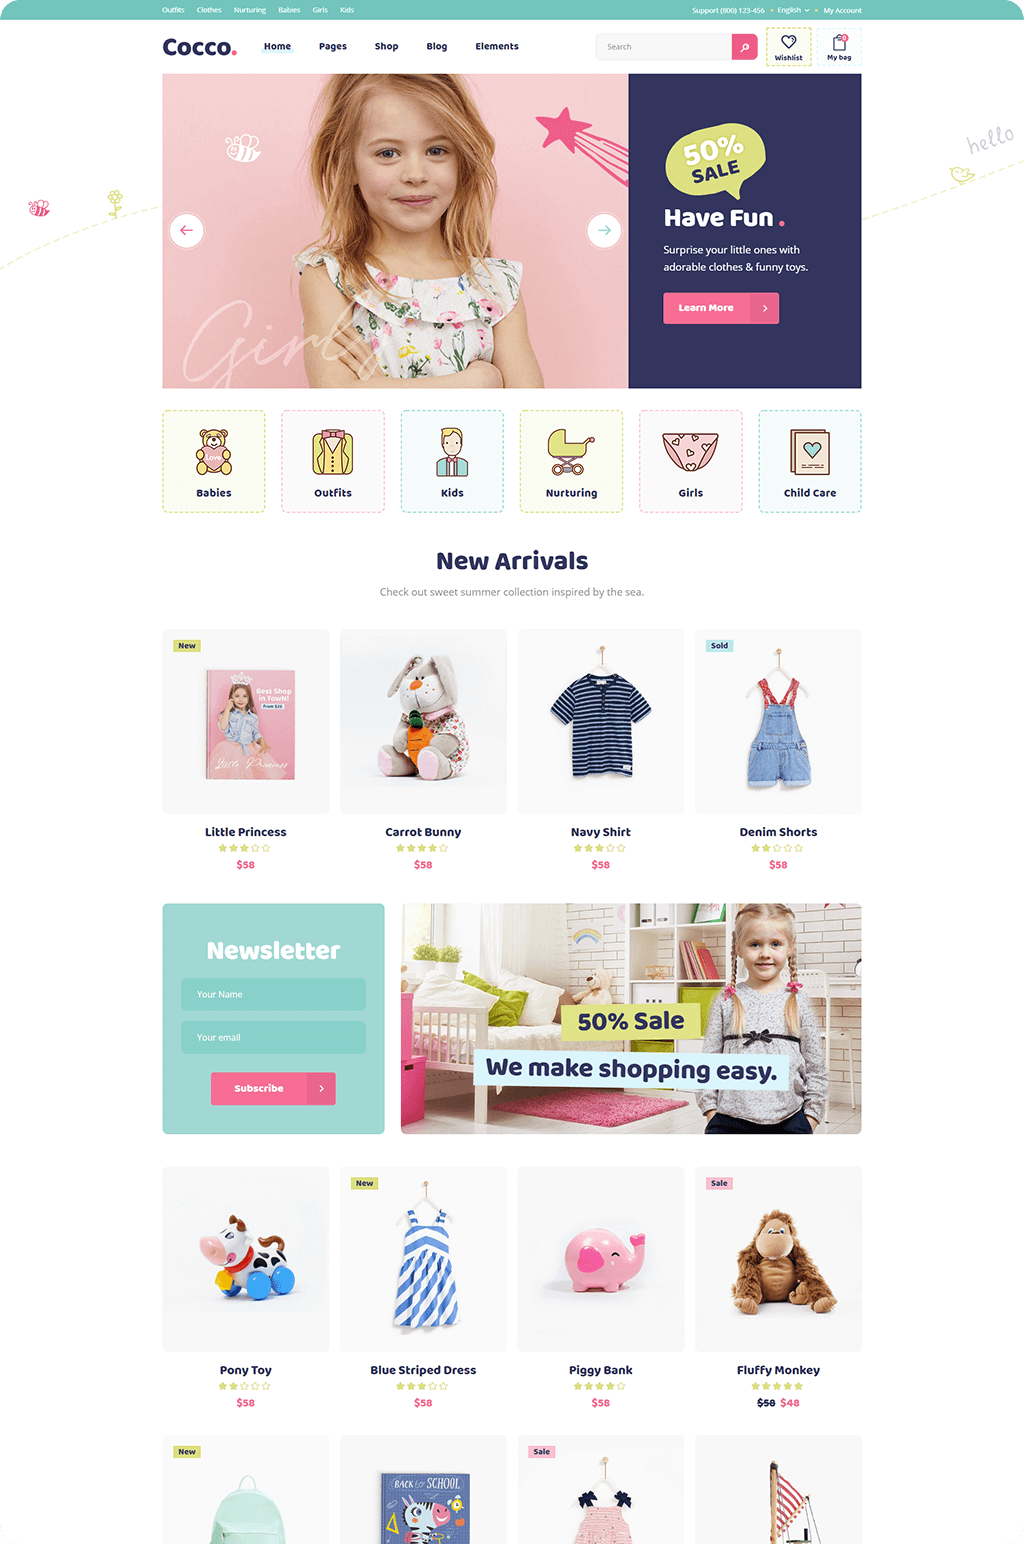 Outfits Clothes Nurturing Babies Girls Kids
Support (800) 123-456 English My Account
Cocco.
Home Pages Shop Blog Elements
Search
Wishlist
0
My bag
hello
50%
SALE
Have Fun .
Surprise your little ones with
adorable clothes & funny toys.
Learn More
Girly
Love
Babies Outfits Kids Nurturing Girls Child Care
New Arrivals
Check out sweet summer collection inspired by the sea.
New
Sold
Best Shop
in TowN!
From $25
Little Princess
Little Princess Carrot Bunny Navy Shirt Denim Shorts
$58 $58 $58 $58
Newsletter
Your Name
Your email
Subscribe
50% Sale
We make shopping easy.
New
Sale
Pony Toy Blue Striped Dress Piggy Bank Fluffy Monkey
$58 $58 $58 $50 $48
New
Sale
BACK to SCHOOL